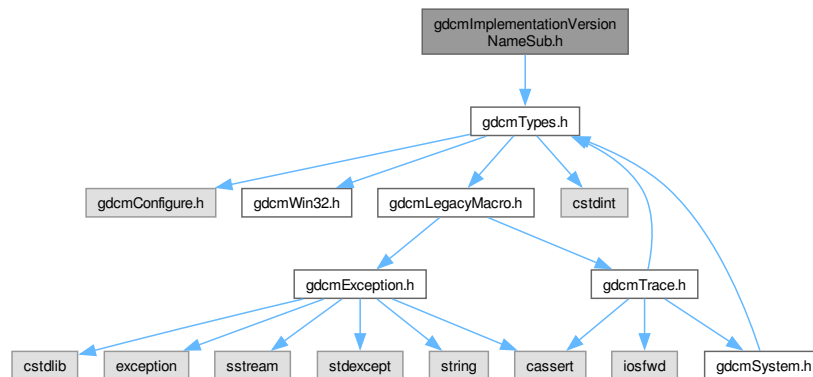 gdcmImplementationVersion
NameSub.h
gdcmTypes.h
gdcmConfigure.h
gdcmWin32.h
gdcmLegacyMacro.h
cstdint
gdcmException.h
gdcmTrace.h
cstdlib
exception
sstream
stdexcept
string
cassert
iosfwd
gdcmSystem.h